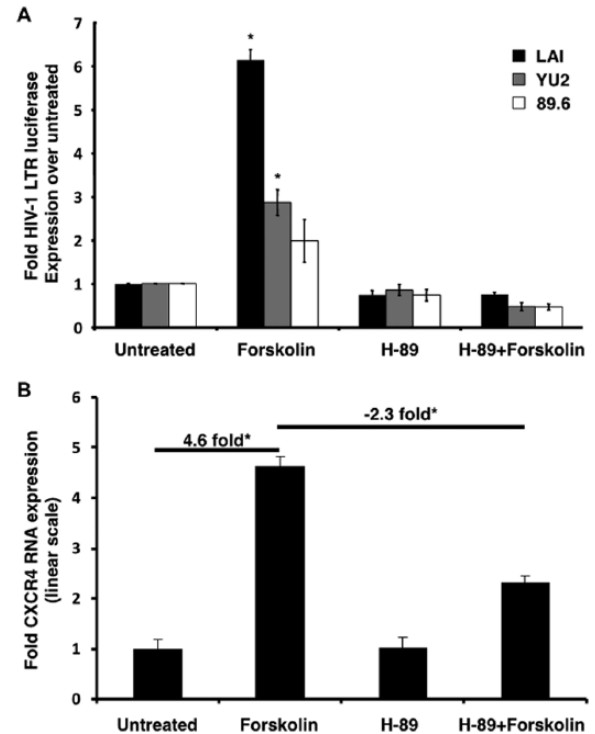 A
Fold HIV-1 LTR luciferase
Expression over untreated
7
6
5
4
3
2
1
0
*
*
LAI
YU2
89.6
Untreated
Forskolin
H-89
H-89+Forskolin
B
Fold CXCR4 RNA expression
(linear scale)
6
5
4
3
2
1
0
4.6 fold*
-2.3 fold*
Untreated
Forskolin
H-89
H-89+Forskolin